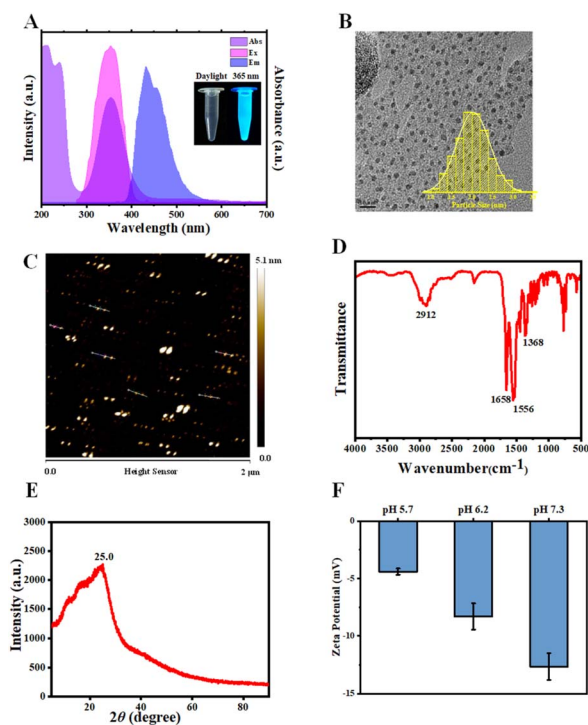 A
Abs
Ex
Em
Daylight 365 nm
Intensity (a.u.)
Absorbance (a.u.)
200 300 400 500 600 700
Wavelength (nm)
B
Particle Size (nm)
C
5.1 nm
0.0
0.0 Height Sensor 2 µm
D
Transmittance
2912
1368
1658
1556
4000 3500 3000 2500 2000 1500 1000 500
Wavenumber(cm-1)
E
3000
2500
2000
1500
1000
500
0
25.0
Intensity (a.u.)
20 40 60 80
2θ (degree)
F
pH 5.7 pH 6.2 pH 7.3
0
-5
-10
-15
Zeta Potential (mV)